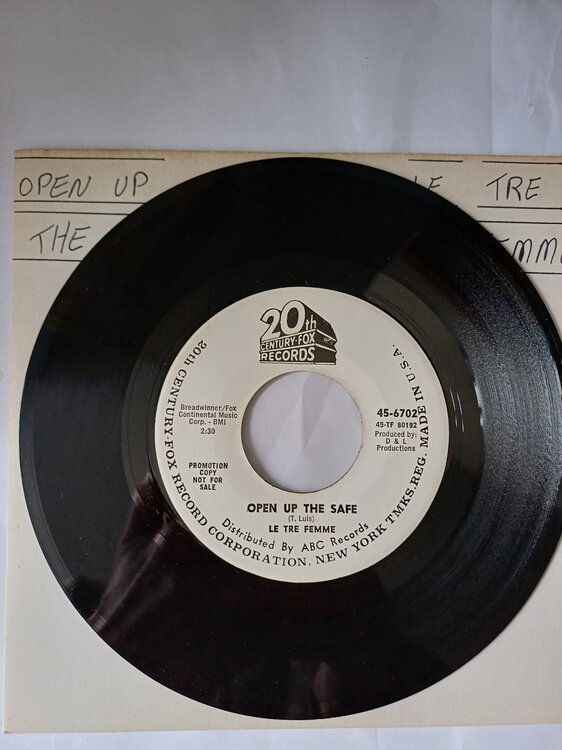 OPEN UP
THE
LE TRE
EMME
20th
CENTURY-FOX
RECORDS
Breadwinner/Fox
Continental Music
Corp. - BMI
2:30
45-6702
45-TF 80192
Produced by:
D & L
Productions
PROMOTION
COPY
NOT FOR
SALE
OPEN UP THE SAFE
(T. Luis)
LE TRE FEMME
Distributed By ABC Records
20th CENTURY-FOX RECORD CORPORATION, NEW YORK TMKS.REG. MADE IN U.S.A.